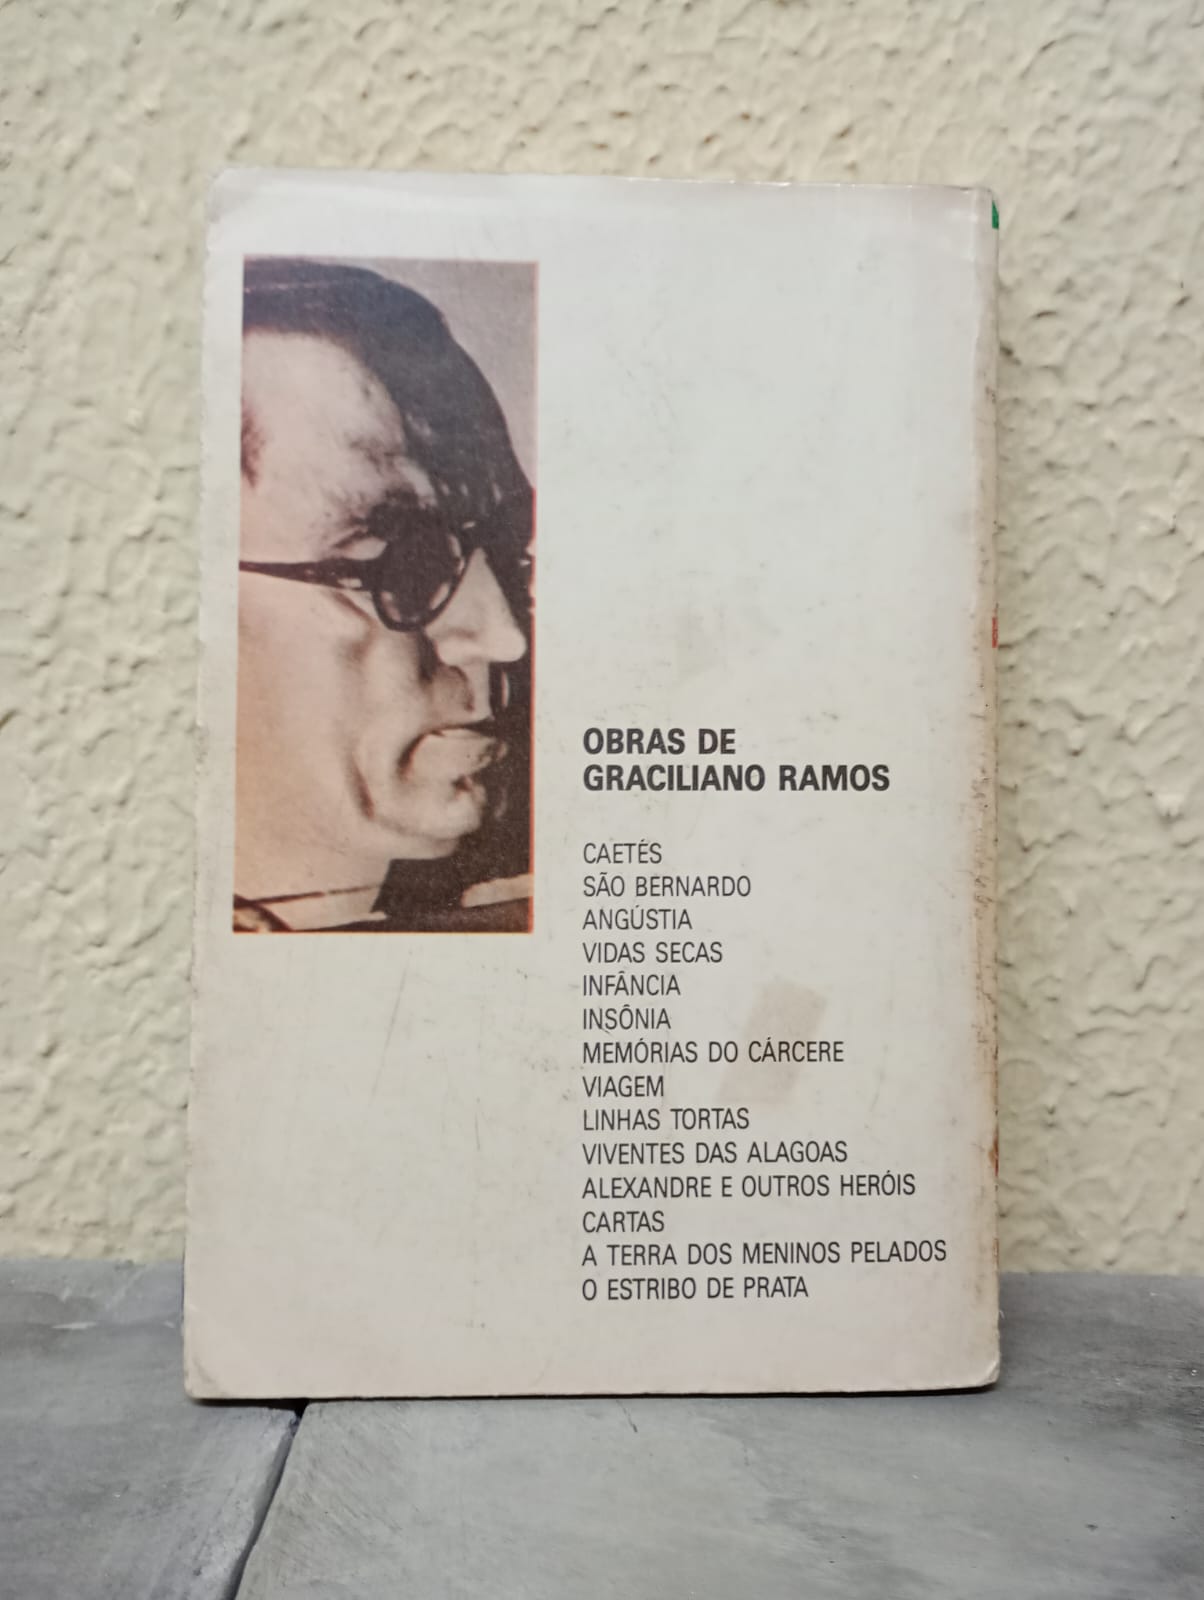 OBRAS DE
GRACILIANO RAMOS
CAETÉS
SÃO BERNARDO
ANGÚSTIA
VIDAS SECAS
INFÂNCIA
INSÔNIA
MEMÓRIAS DO CÁRCERE
VIAGEM
LINHAS TORTAS
VIVENTES DAS ALAGOAS
ALEXANDRE E OUTROS HERÓIS
CARTAS
A TERRA DOS MENINOS PELADOS
O ESTRIBO DE PRATA